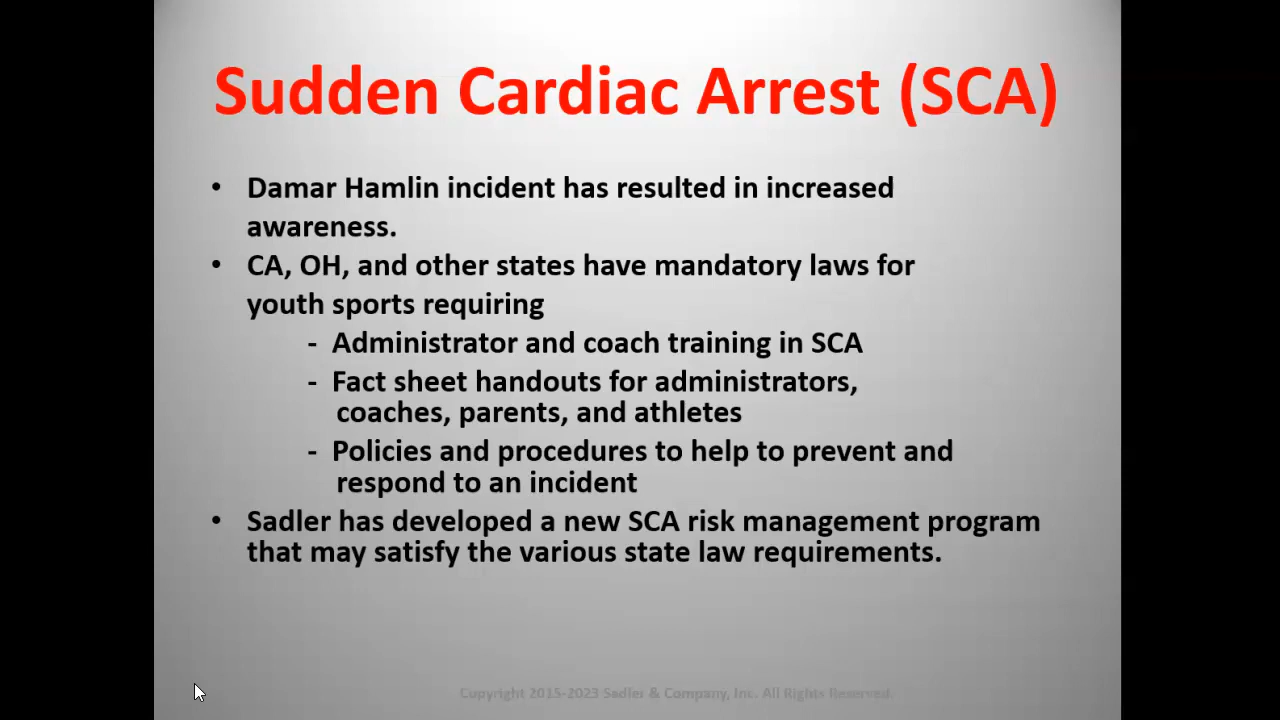 Sudden Cardiac Arrest (SCA)
• Damar Hamlin incident has resulted in increased
awareness.
• CA, OH, and other states have mandatory laws for
youth sports requiring
- Administrator and coach training in SCA
- Fact sheet handouts for administrators,
coaches, parents, and athletes
- Policies and procedures to help to prevent and
respond to an incident
• Sadler has developed a new SCA risk management program
that may satisfy the various state law requirements.
Copyright 2015-2023 Sadler & Company, Inc. All Rights Reserved.